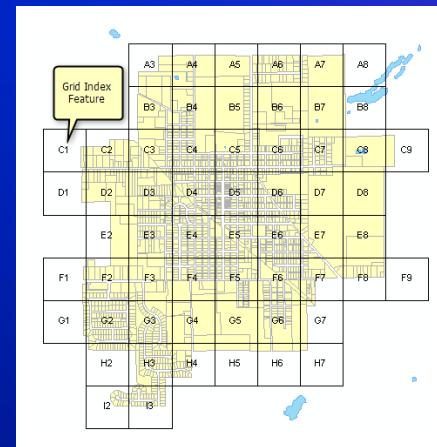 A3 A4 A5 A6 A7 A8
Grid Index
Feature
B3 B4 B5 B6 B7 B8
C1 C2 C3 C4 C5 C6 C7 C8 C9
D1 D2 D3 D4 D5 D6 D7 D8
E2 E3 E4 E5 E6 E7 E8
F1 F2 F3 F4 F5 F6 F7 F8 F9
G1 G2 G3 G4 G5 G6 G7
H2 H3 H4 H5 H6 H7
I2 I3